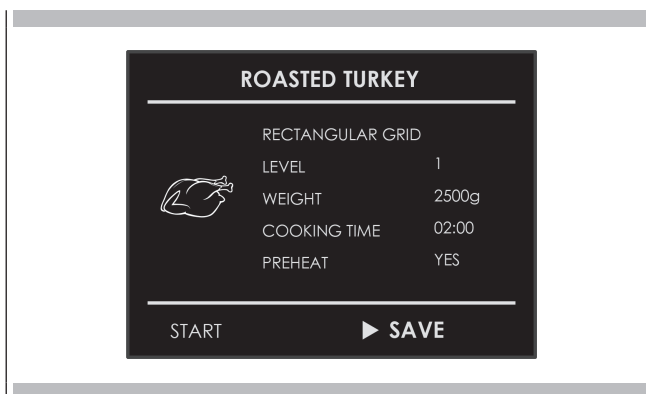 ROASTED TURKEY
RECTANGULAR GRID
LEVEL 1
WEIGHT 2500g
COOKING TIME 02:00
PREHEAT YES
START ▶ SAVE